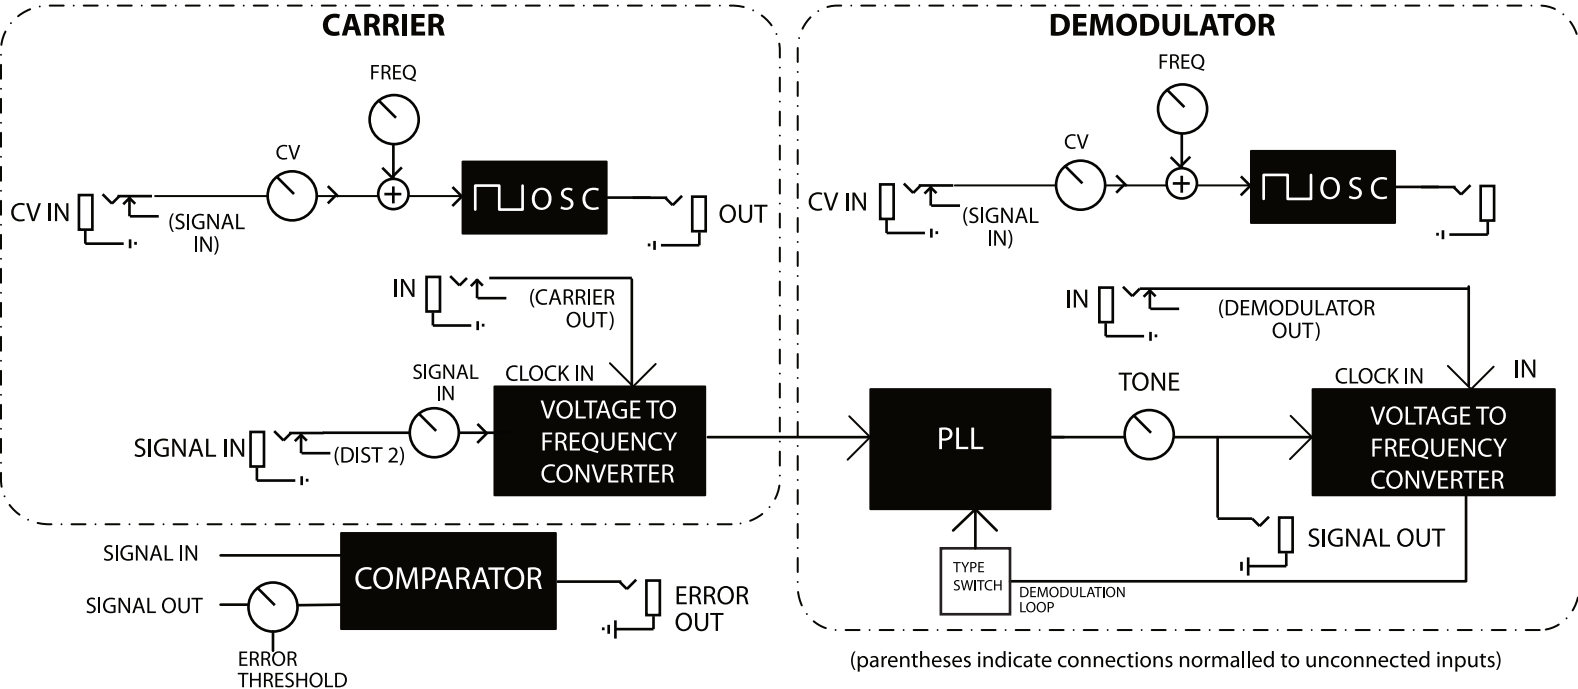 CARRIER
FREQ
CV
CV IN
(SIGNAL
IN)
OSC
OUT
IN
(CARRIER
OUT)
SIGNAL
IN
CLOCK IN
SIGNAL IN
(DIST 2)
VOLTAGE TO
FREQUENCY
CONVERTER
SIGNAL IN
SIGNAL OUT
COMPARATOR
ERROR
OUT
ERROR
THRESHOLD
DEMODULATOR
FREQ
CV
CV IN
(SIGNAL
IN)
OSC
IN
(DEMODULATOR
OUT)
PLL
TONE
CLOCK IN
IN
VOLTAGE TO
FREQUENCY
CONVERTER
SIGNAL OUT
TYPE
SWITCH
DEMODULATION
LOOP
(parentheses indicate connections normalled to unconnected inputs)